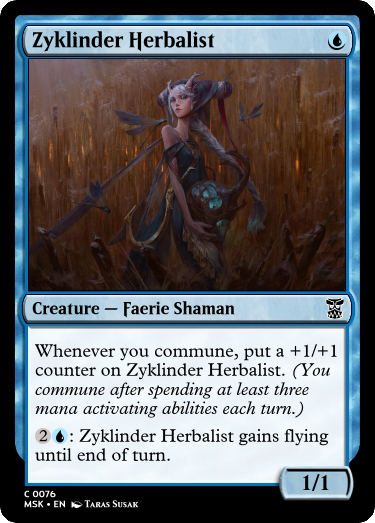 Zyklinder Herbalist
Creature — Faerie Shaman
Whenever you commune, put a +1/+1
counter on Zyklinder Herbalist. (You
commune after spending at least three
mana activating abilities each turn.)
2: Zyklinder Herbalist gains flying
until end of turn.
1/1
C 0076
MSK • EN Taras Susak